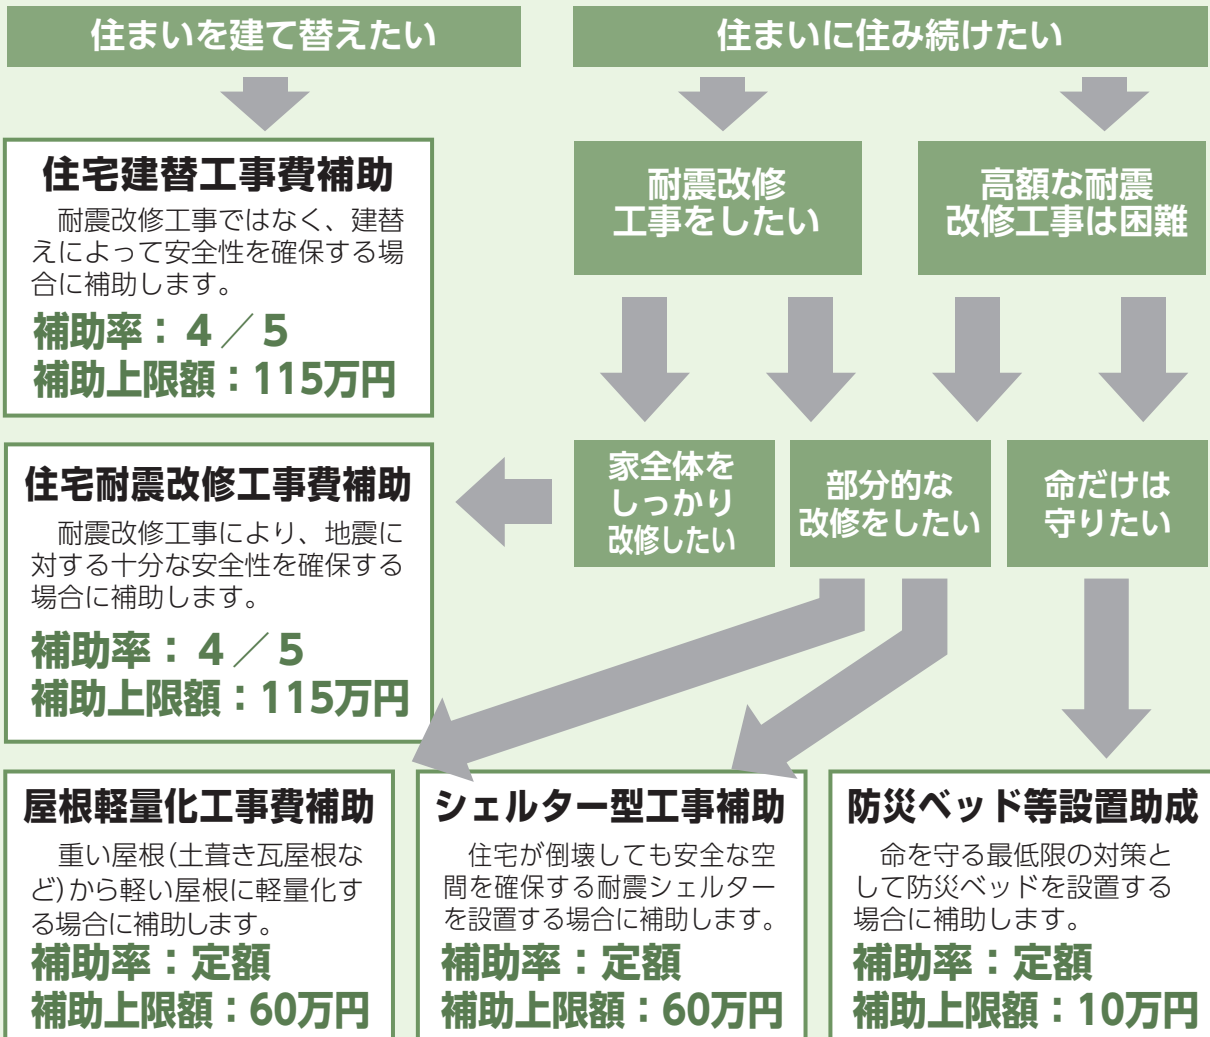 住まいを建て替えたい
住宅建替工事費補助
耐震改修工事ではなく、建替
えによって安全性を確保する場
合に補助します。
補助率：４／５
補助上限額：115万円
住まいに住み続けたい
耐震改修
工事をしたい
高額な耐震
改修工事は困難
家全体を
しっかり
改修したい
部分的な
改修をしたい
命だけは
守りたい
住宅耐震改修工事費補助
耐震改修工事により、地震に
対する十分な安全性を確保する
場合に補助します。
補助率：４／５
補助上限額：115万円
屋根軽量化工事費補助
重い屋根(土葺き瓦屋根な
ど)から軽い屋根に軽量化す
る場合に補助します。
補助率：定額
補助上限額：60万円
シェルター型工事補助
住宅が倒壊しても安全な空
間を確保する耐震シェルター
を設置する場合に補助します。
補助率：定額
補助上限額：60万円
防災ベッド等設置助成
命を守る最低限の対策と
して防災ベッドを設置する
場合に補助します。
補助率：定額
補助上限額：10万円